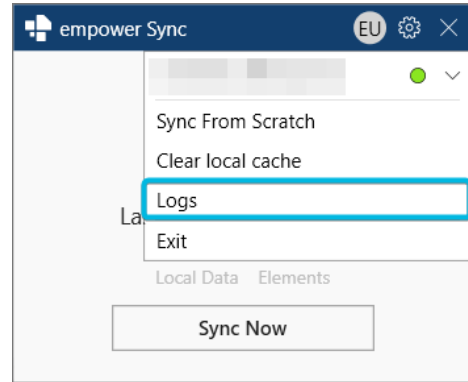 empower Sync EU
Sync From Scratch
Clear local cache
Logs
La
Exit
Local Data Elements
Sync Now